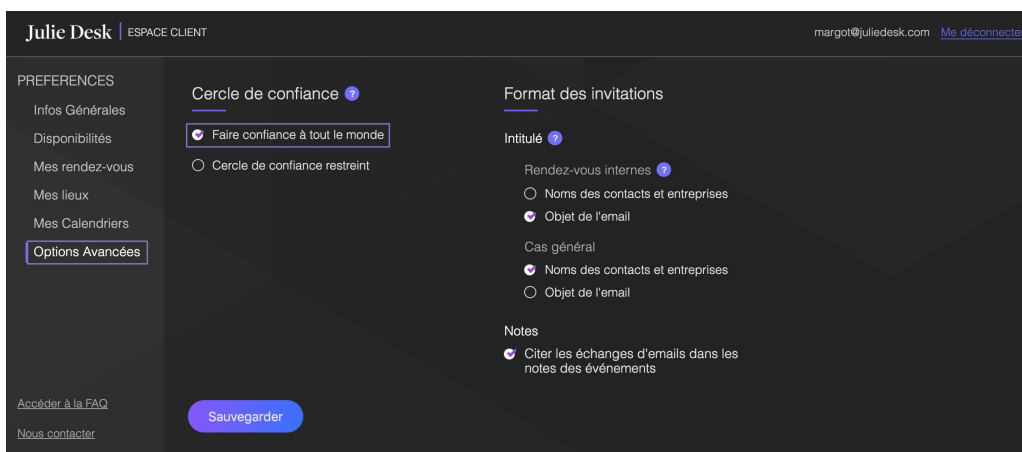 Julie Desk | ESPACE CLIENT
margot@juliedesk.com Me déconnecter
PREFERENCES
Infos Générales
Disponibilités
Mes rendez-vous
Mes lieux
Mes Calendriers
Options Avancées
Accéder à la FAQ
Nous contacter
Cercle de confiance ?
Faire confiance à tout le monde
Cercle de confiance restreint
Sauvegarder
Format des invitations
Intitulé ?
Rendez-vous internes ?
Noms des contacts et entreprises
Objet de l'email
Cas général
Noms des contacts et entreprises
Objet de l'email
Notes
Citer les échanges d'emails dans les
notes des événements